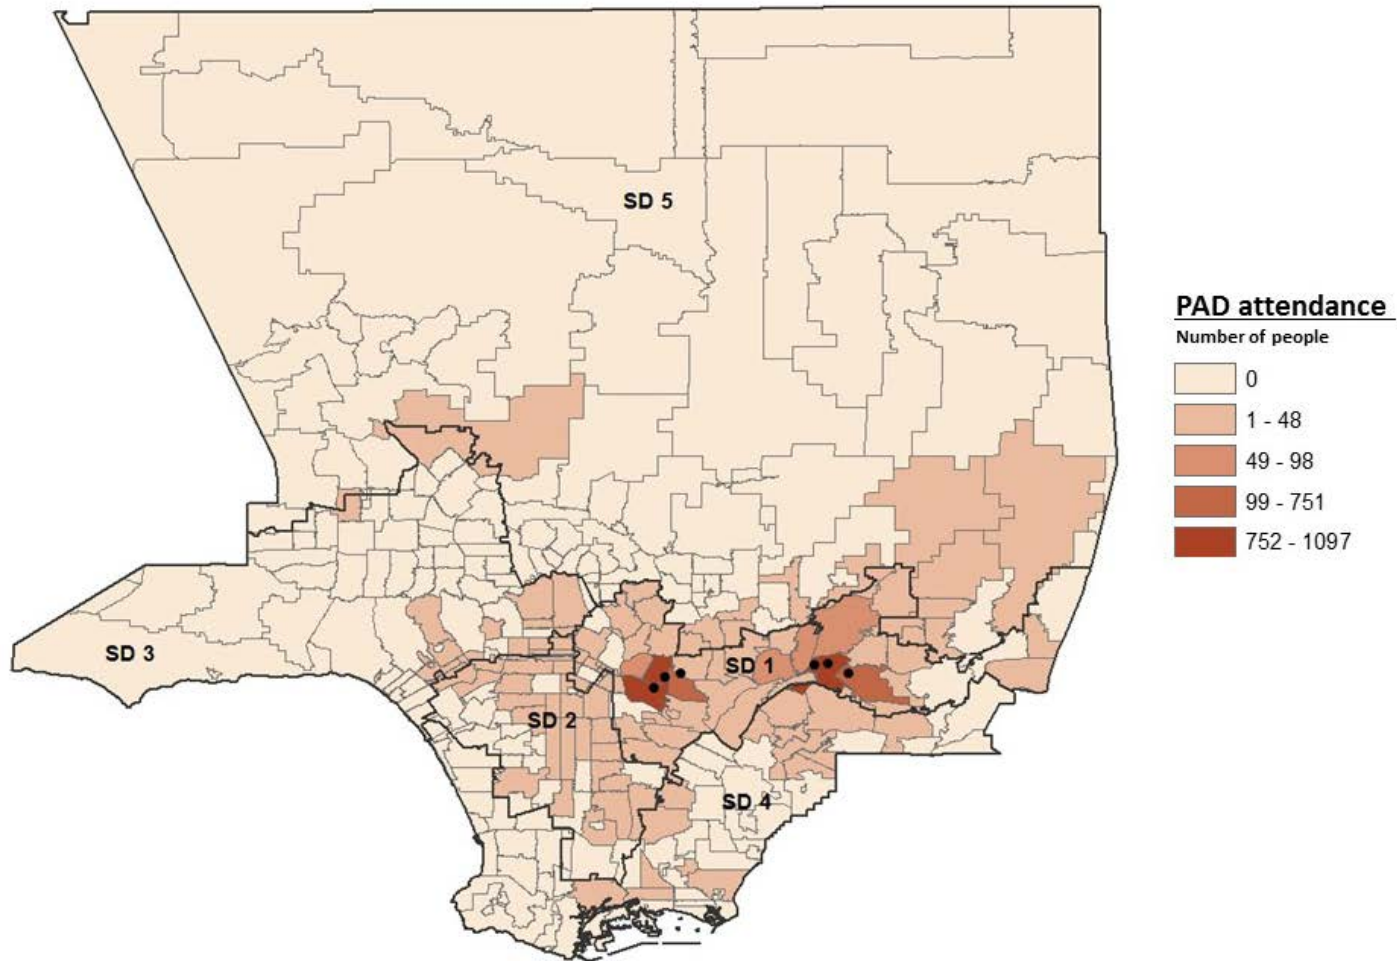 SD 5
SD 3
SD 1
SD 2
SD 4
PAD attendance
Number of people
0
1 - 48
49 - 98
99 - 751
752 - 1097